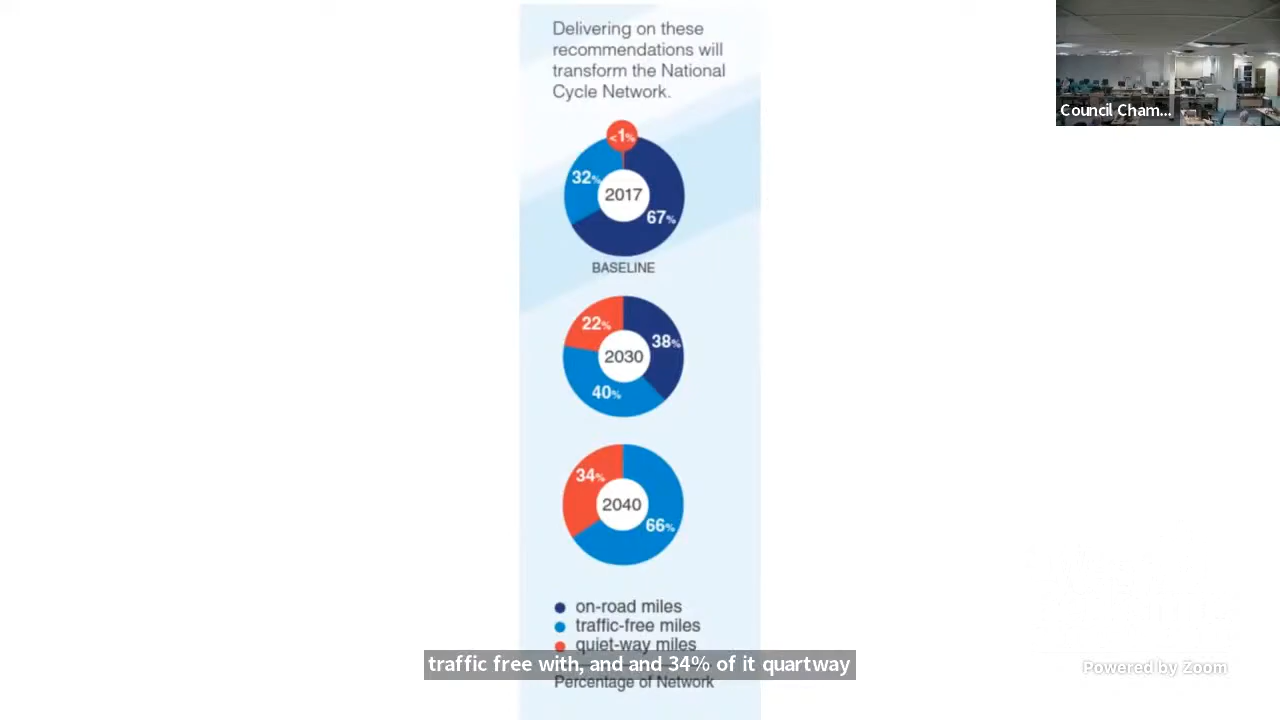 Delivering on these
recommendations will
transform the National
Cycle Network.
<1%
32%
2017
67%
BASELINE
22%
38%
2030
40%
34%
2040
66%
on-road miles
traffic-free miles
quiet-way miles
traffic free with, and and 34% of it quartway
Percentage of Network
Council Cham...
Powered by Zoom